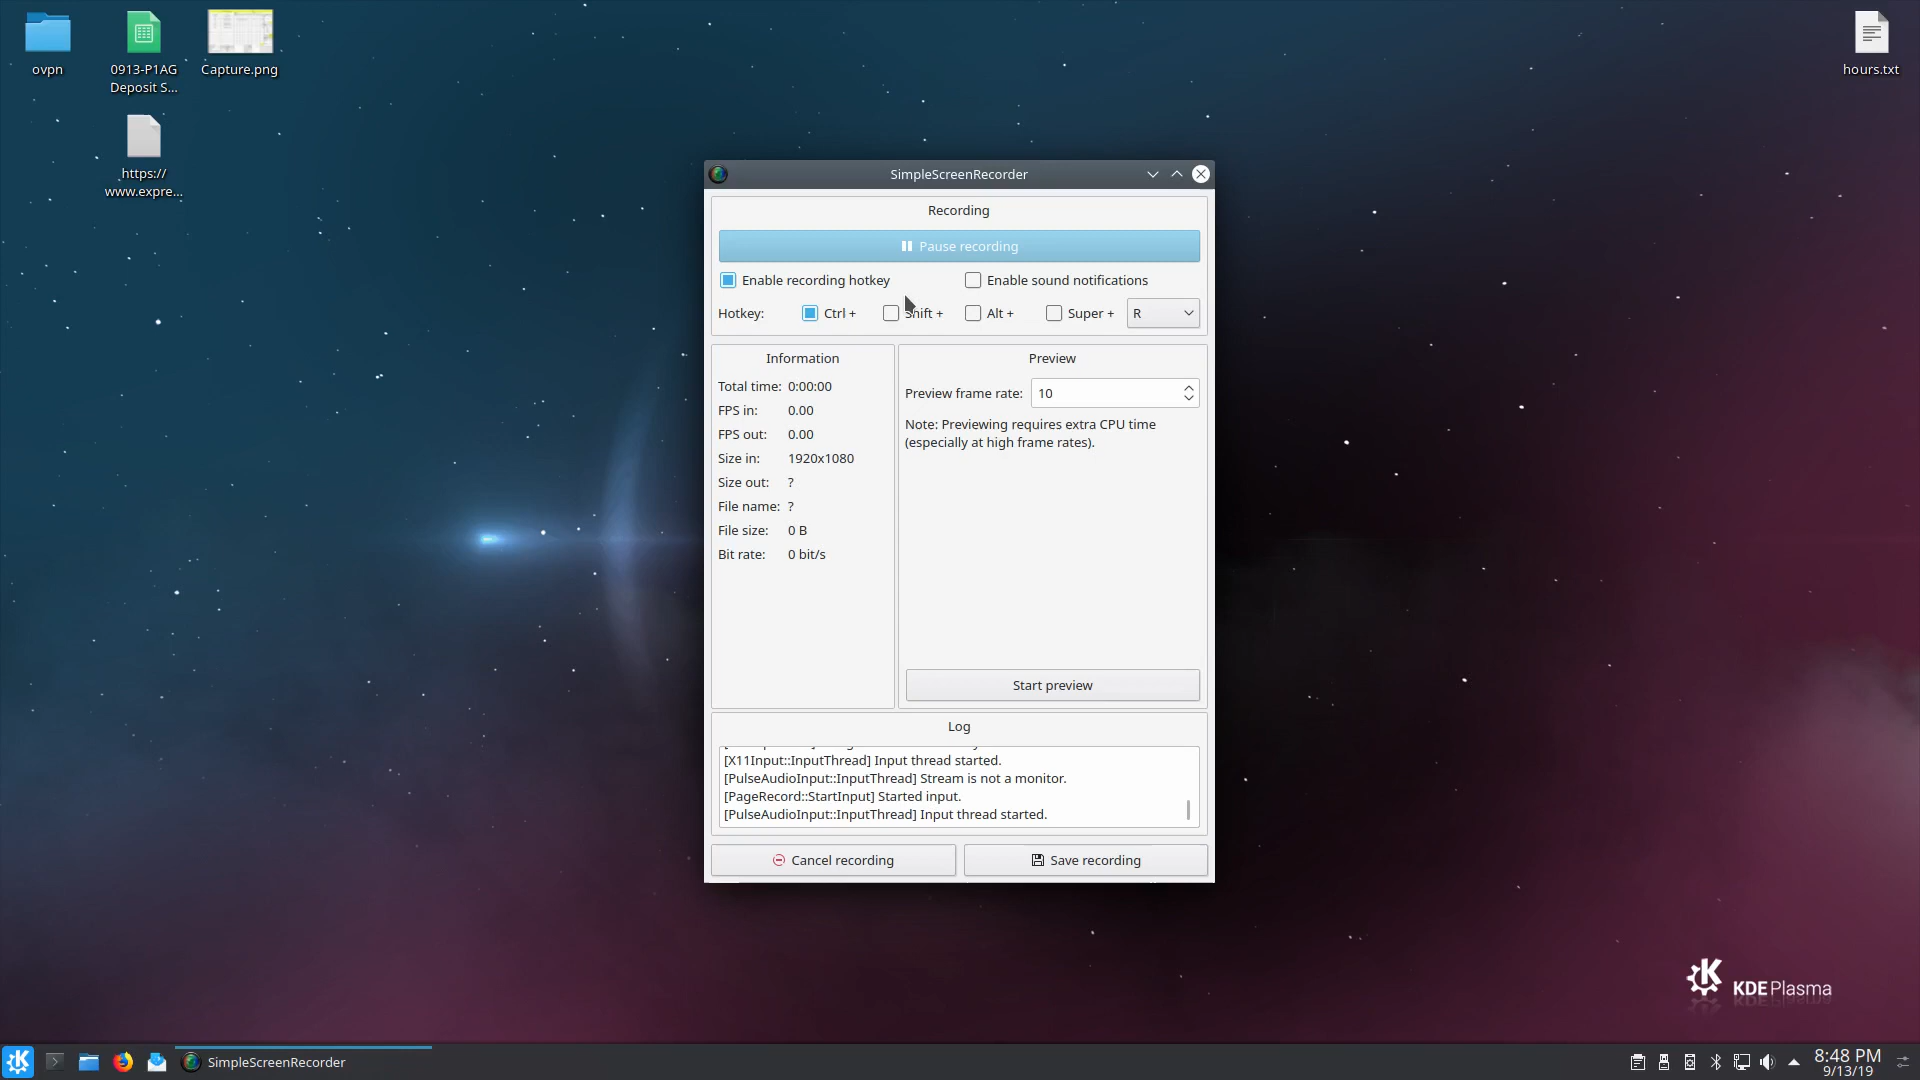 ovpn
0913-P1AG
Deposit S...
Capture.png
hours.txt
https://
www.expre...
SimpleScreenRecorder
Recording
Pause recording
Enable recording hotkey
Enable sound notifications
Hotkey: Ctrl + Shift + Alt + Super + R
Information
Total time: 0:00:00
FPS in: 0.00
FPS out: 0.00
Size in: 1920x1080
Size out: ?
File name: ?
File size: 0 B
Bit rate: 0 bit/s
Preview
Preview frame rate: 10
Note: Previewing requires extra CPU time
(especially at high frame rates).
Start preview
Log
[X11Input::InputThread] Input thread started.
[PulseAudioInput::InputThread] Stream is not a monitor.
[PageRecord::StartInput] Started input.
[PulseAudioInput::InputThread] Input thread started.
Cancel recording
Save recording
KDE Plasma
SimpleScreenRecorder
8:48 PM
9/13/19